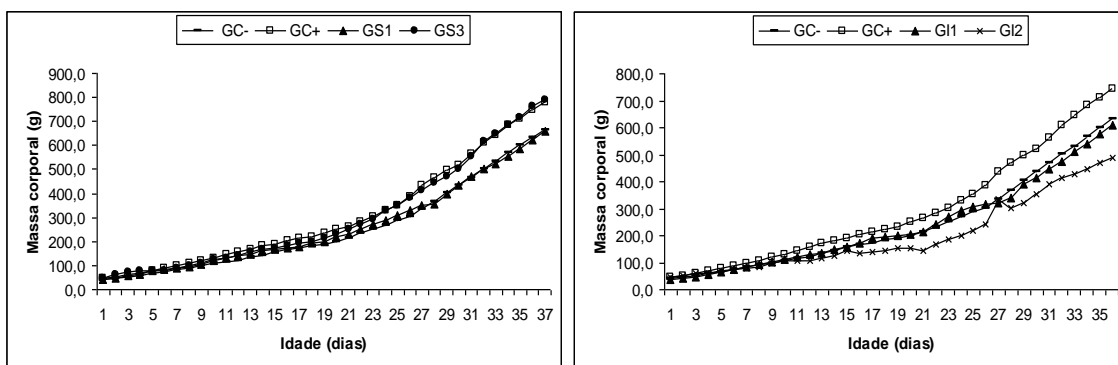 GC- GC+ GS1 GS3
900,0
800,0
700,0
600,0
500,0
400,0
300,0
200,0
100,0
0,0
Massa corporal (g)
1 3 5 7 9 11 13 15 17 19 21 23 25 27 29 31 33 35 37
Idade (dias)
GC- GC+ GI1 GI2
800,0
700,0
600,0
500,0
400,0
300,0
200,0
100,0
0,0
Massa corporal (g)
1 3 5 7 9 11 13 15 17 19 21 23 25 27 29 31 33 35
Idade (dias)